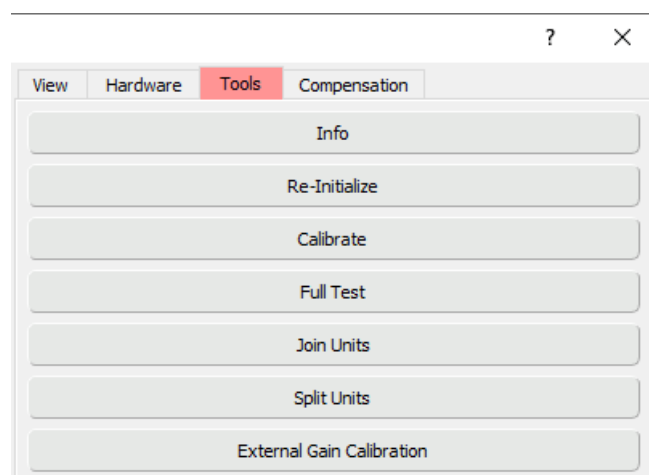 ?
View Hardware Tools Compensation
Info
Re-Initialize
Calibrate
Full Test
Join Units
Split Units
External Gain Calibration